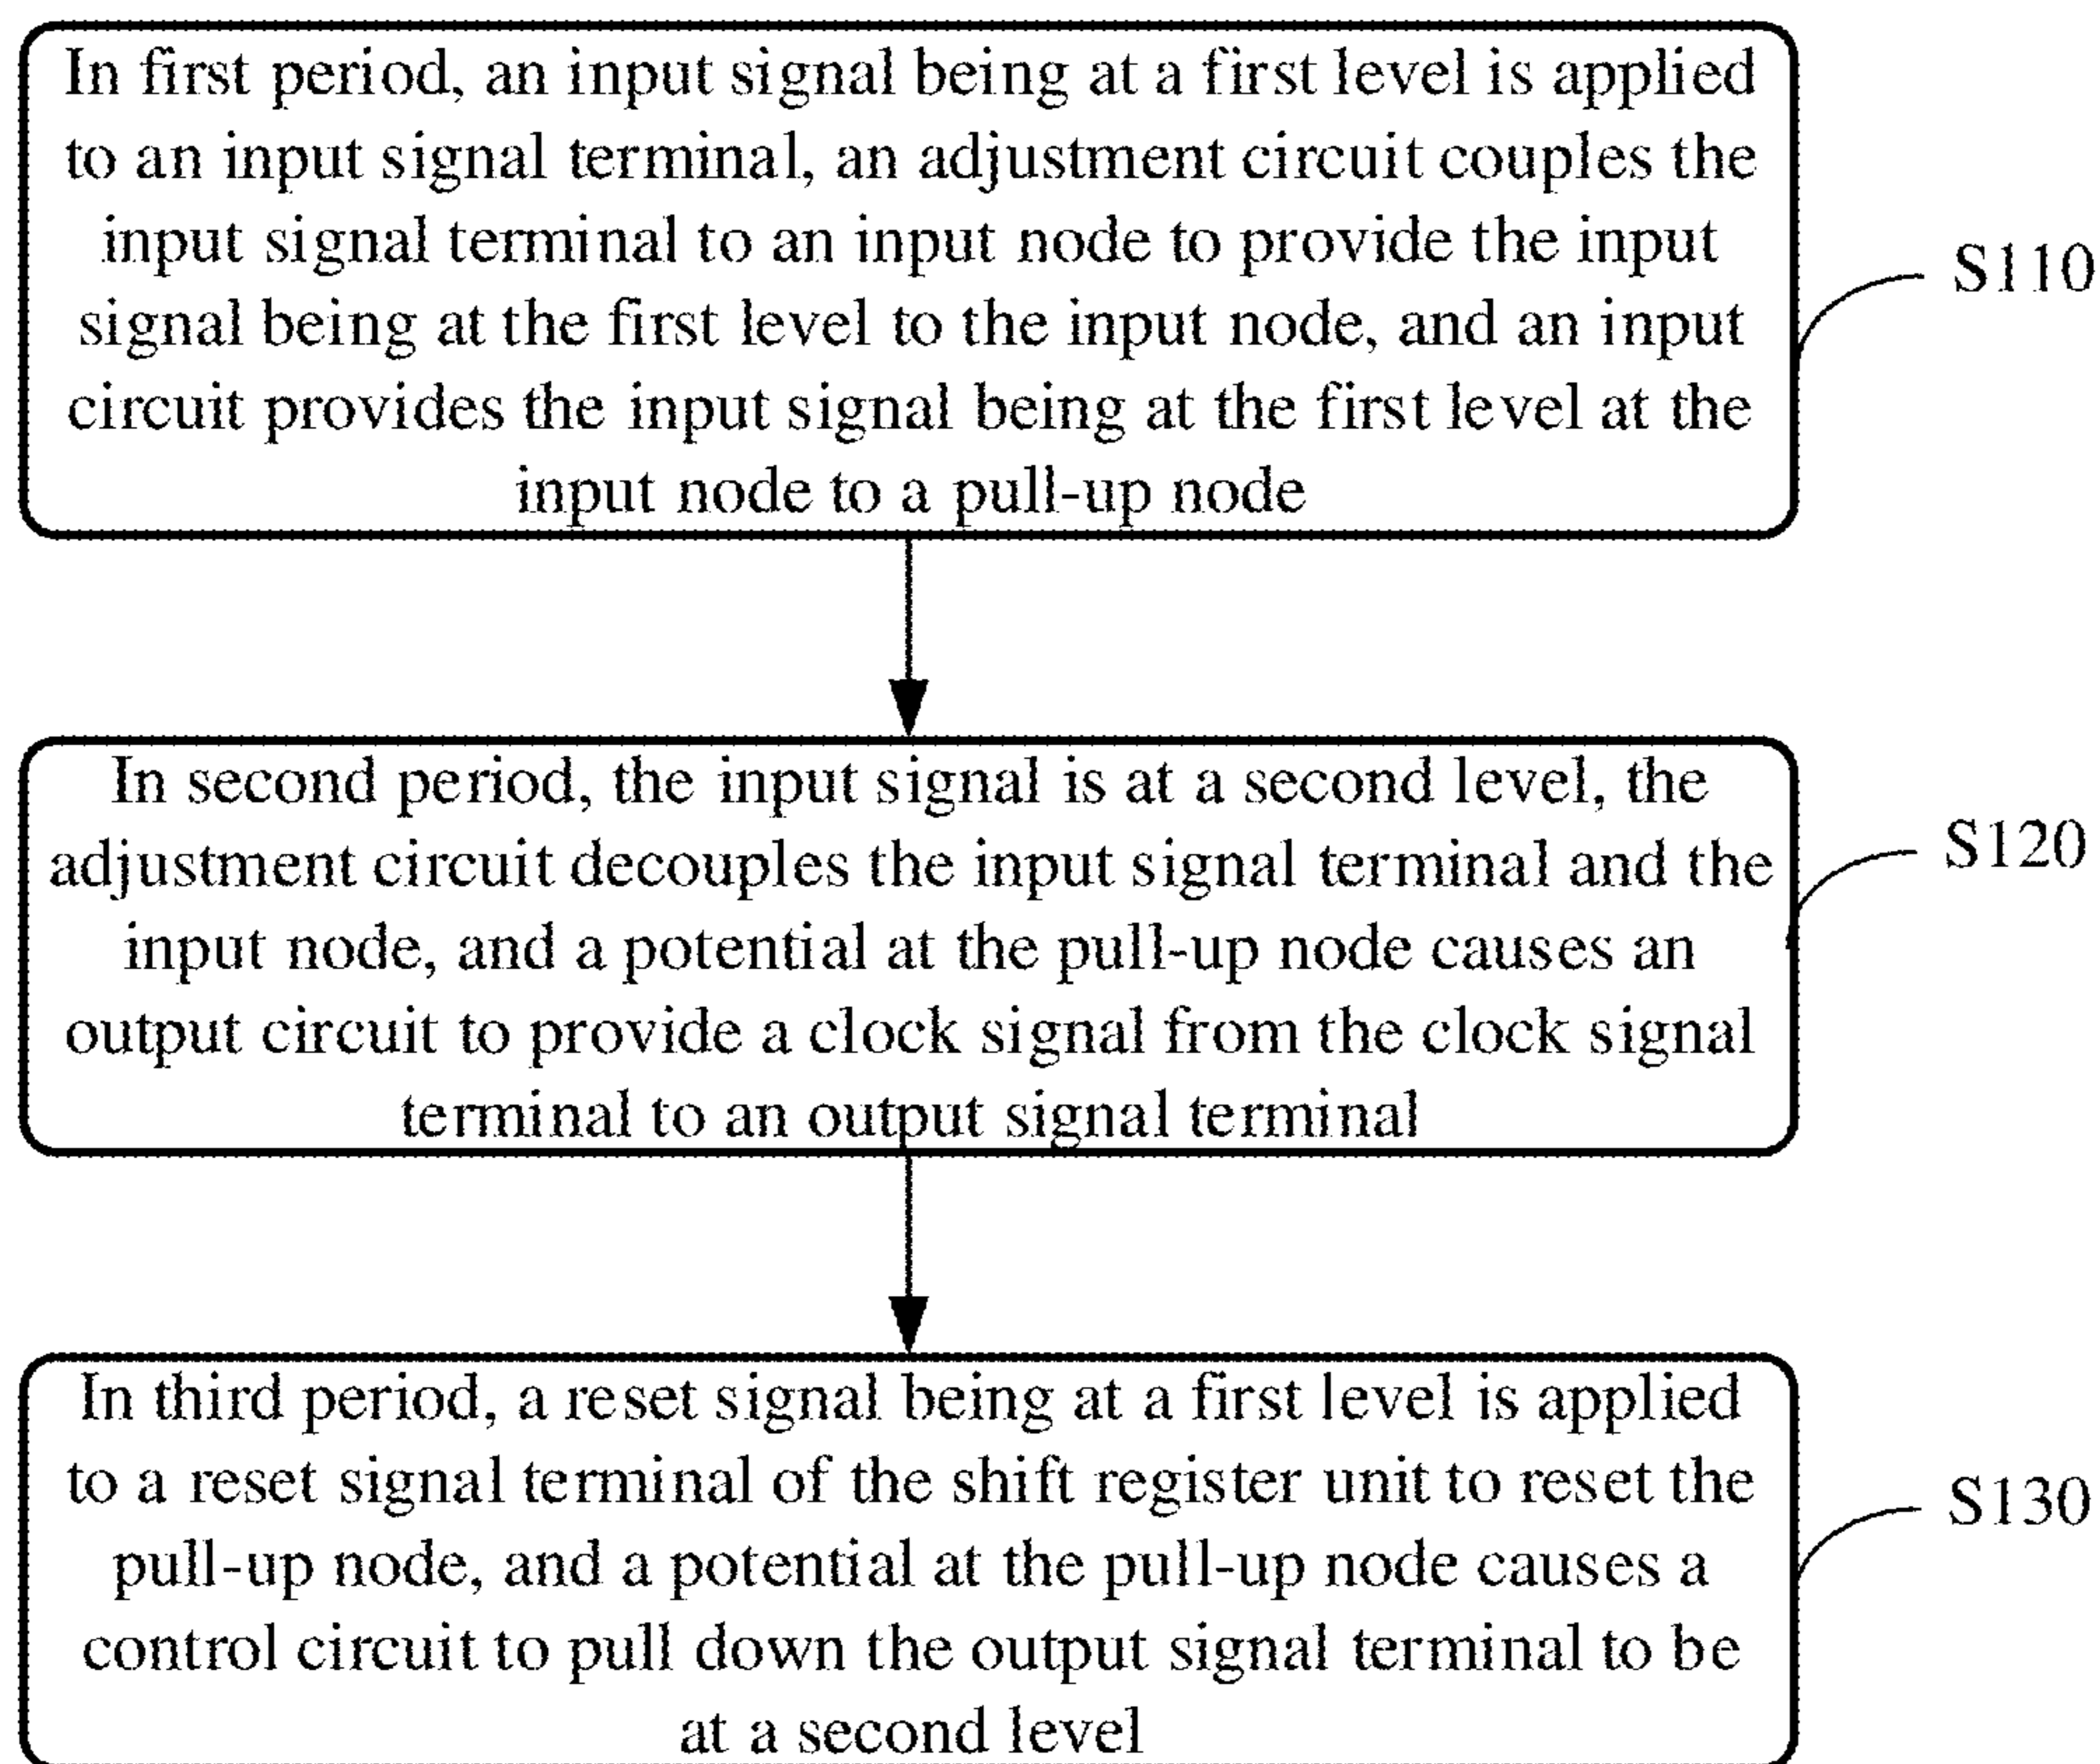 In first period, an input signal being at a first level is applied
to an input signal terminal, an adjustment circuit couples the
input signal terminal to an input node to provide the input
signal being at the first level to the input node, and an input
circuit provides the input signal being at the first level at the
input node to a pull-up node
S110
In second period, the input signal is at a second level, the
adjustment circuit decouples the input signal terminal and the
input node, and a potential at the pull-up node causes an
output circuit to provide a clock signal from the clock signal
terminal to an output signal terminal
S120
In third period, a reset signal being at a first level is applied
to a reset signal terminal of the shift register unit to reset the
pull-up node, and a potential at the pull-up node causes a
control circuit to pull down the output signal terminal to be
at a second level
S130